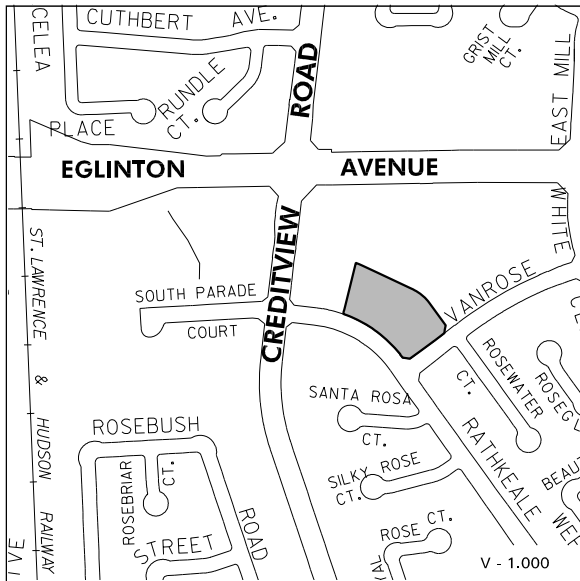 CELEA
CUTHBERT AVE.
ROAD
GRIST
MILL
CT.
EAST MILL
RUNDLE
CT.
PLACE
EGLINTON AVENUE
WHITE
CREDITVIEW
ST. LAWRENCE & HUDSON RAILWAY
SOUTH PARADE
COURT
VANROSE
SANTA ROSA
CT.
CT.
ROSEWATER
ROSEGV
ROSEBUSH
ROSEBRIAR
CT.
RATHKEALE
SILKY ROSE
CT.
BEAUT
STREET
ROAD
ROSE CT.
V - 1.000